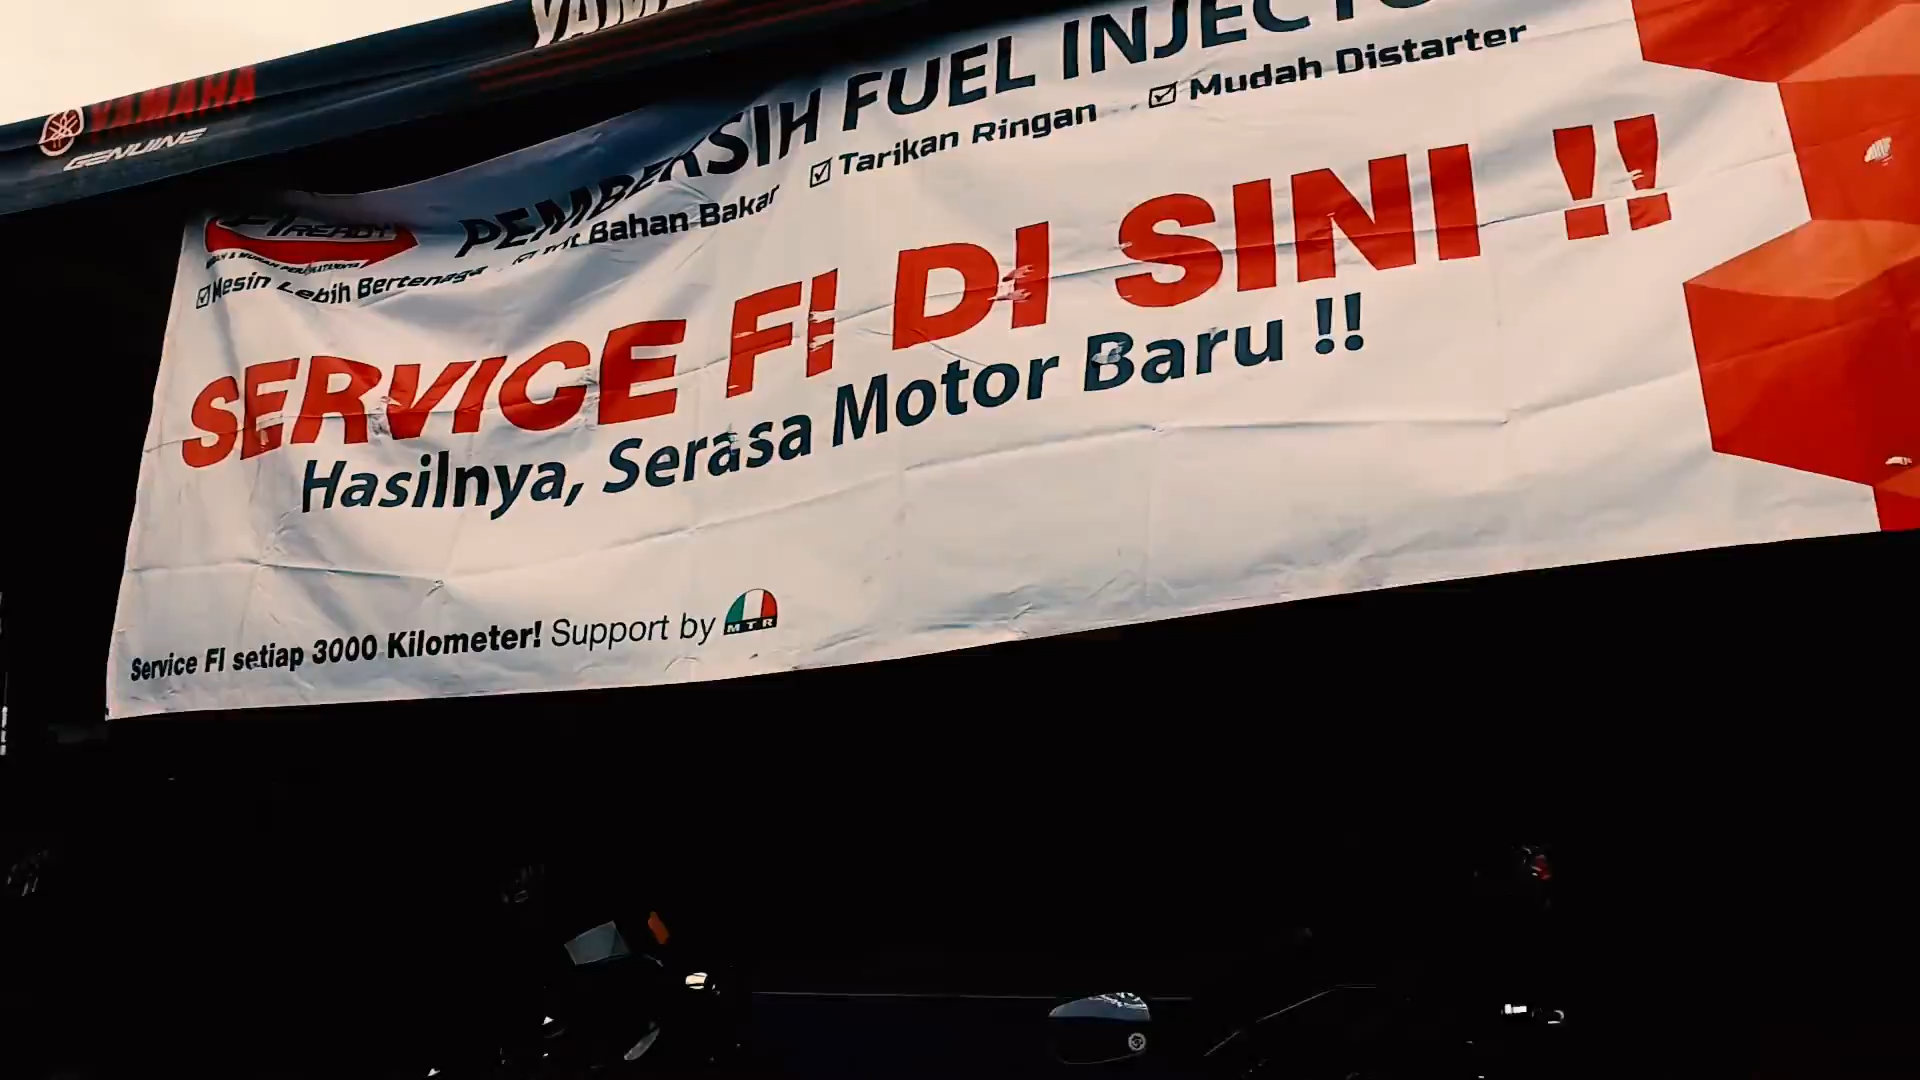 YAMAHA
GENUINE
PEMBERSIH FUEL INJECTO
Mesin Lebih Bertenaga
Bahan Bakar
Tarikan Ringan
Mudah Distarter
SERVICE FI DI SINI !!
Hasilnya, Serasa Motor Baru !!
Service FI setiap 3000 Kilometer! Support by MTR